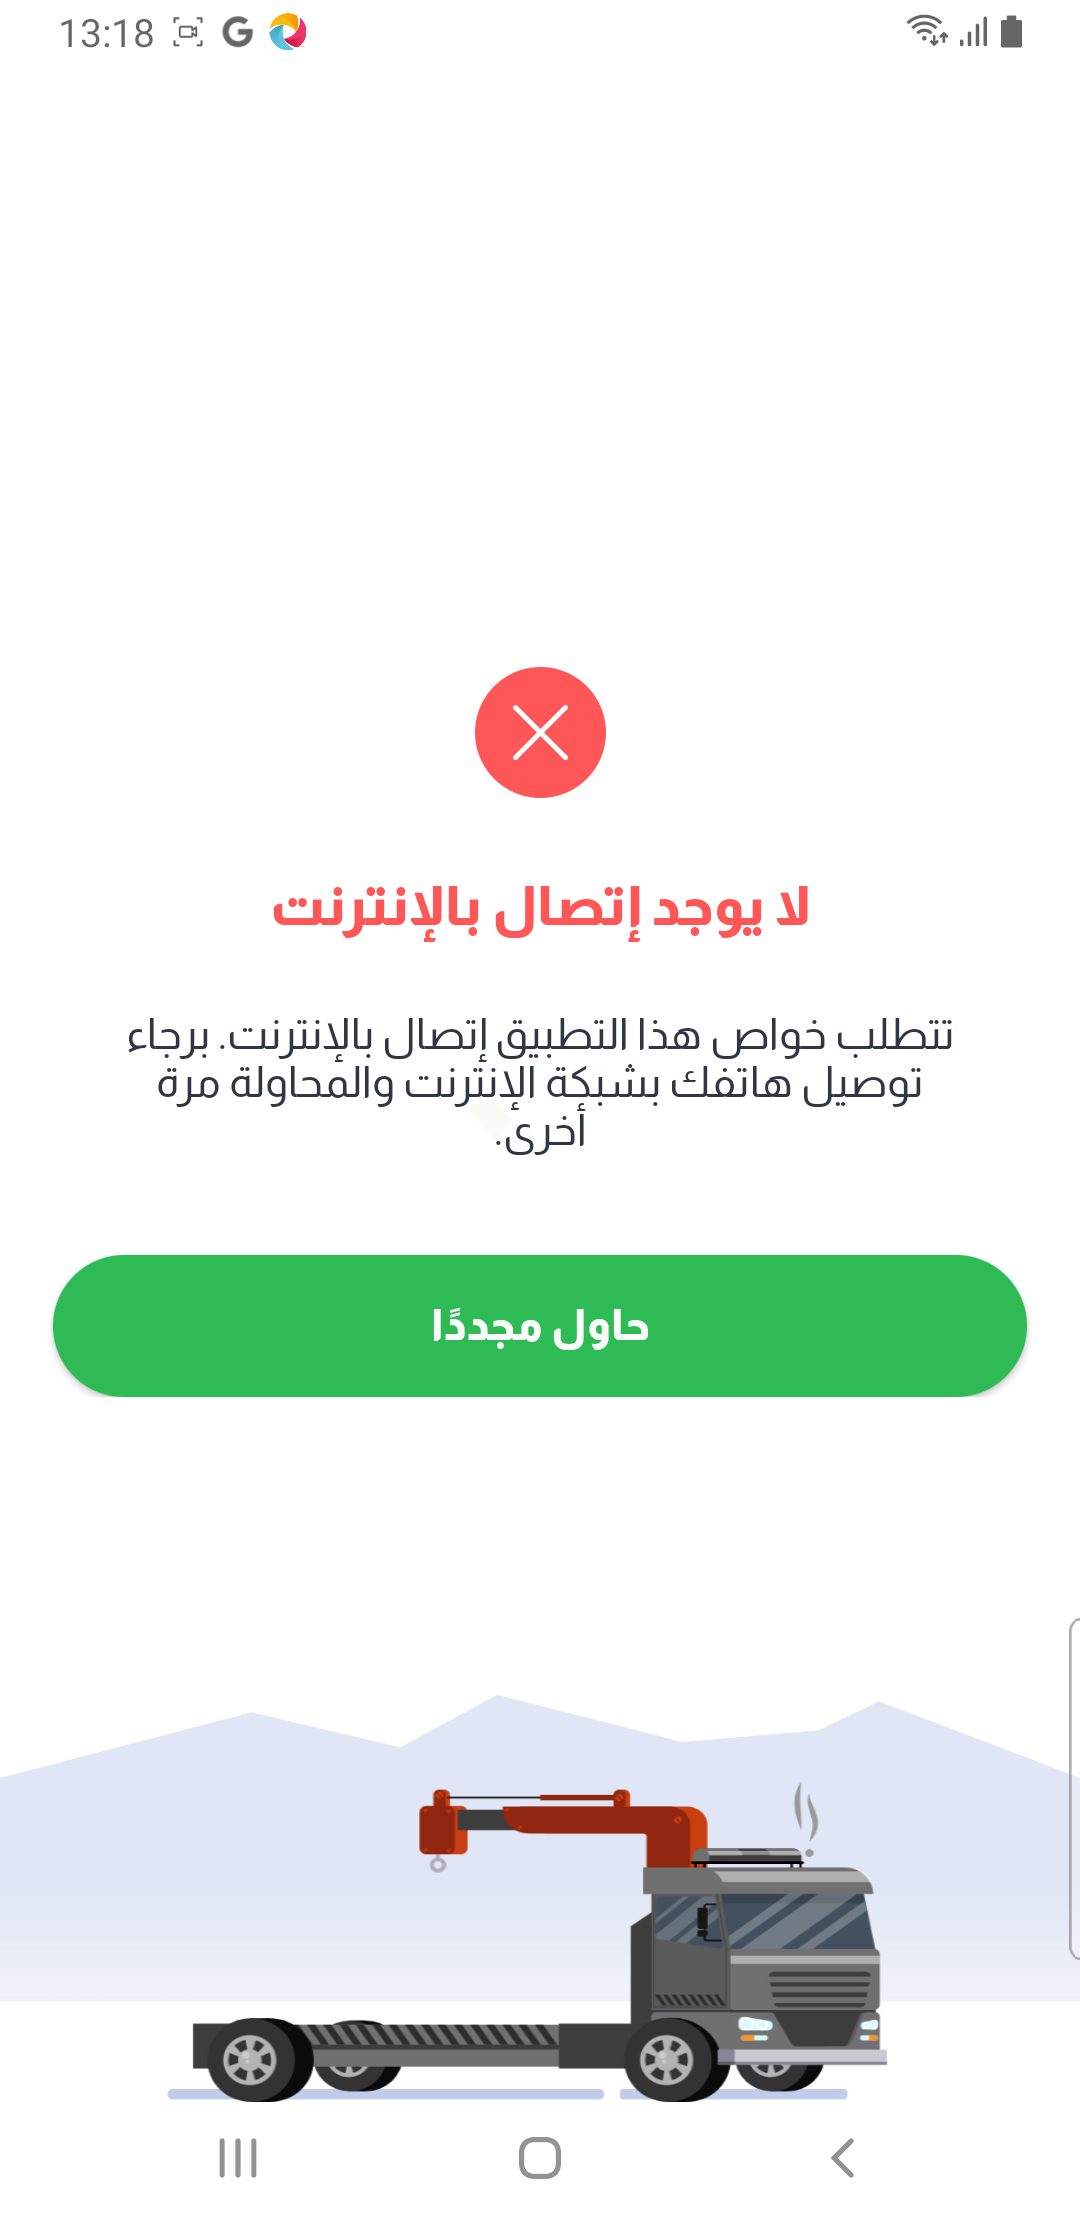 13:18
لا يوجد إتصال بالإنترنت
تتطلب خواص هذا التطبيق إتصال بالإنترنت. برجاء
توصيل هاتفك بشبكة الإنترنت والمحاولة مرة
أخرى.
حاول مجددًا